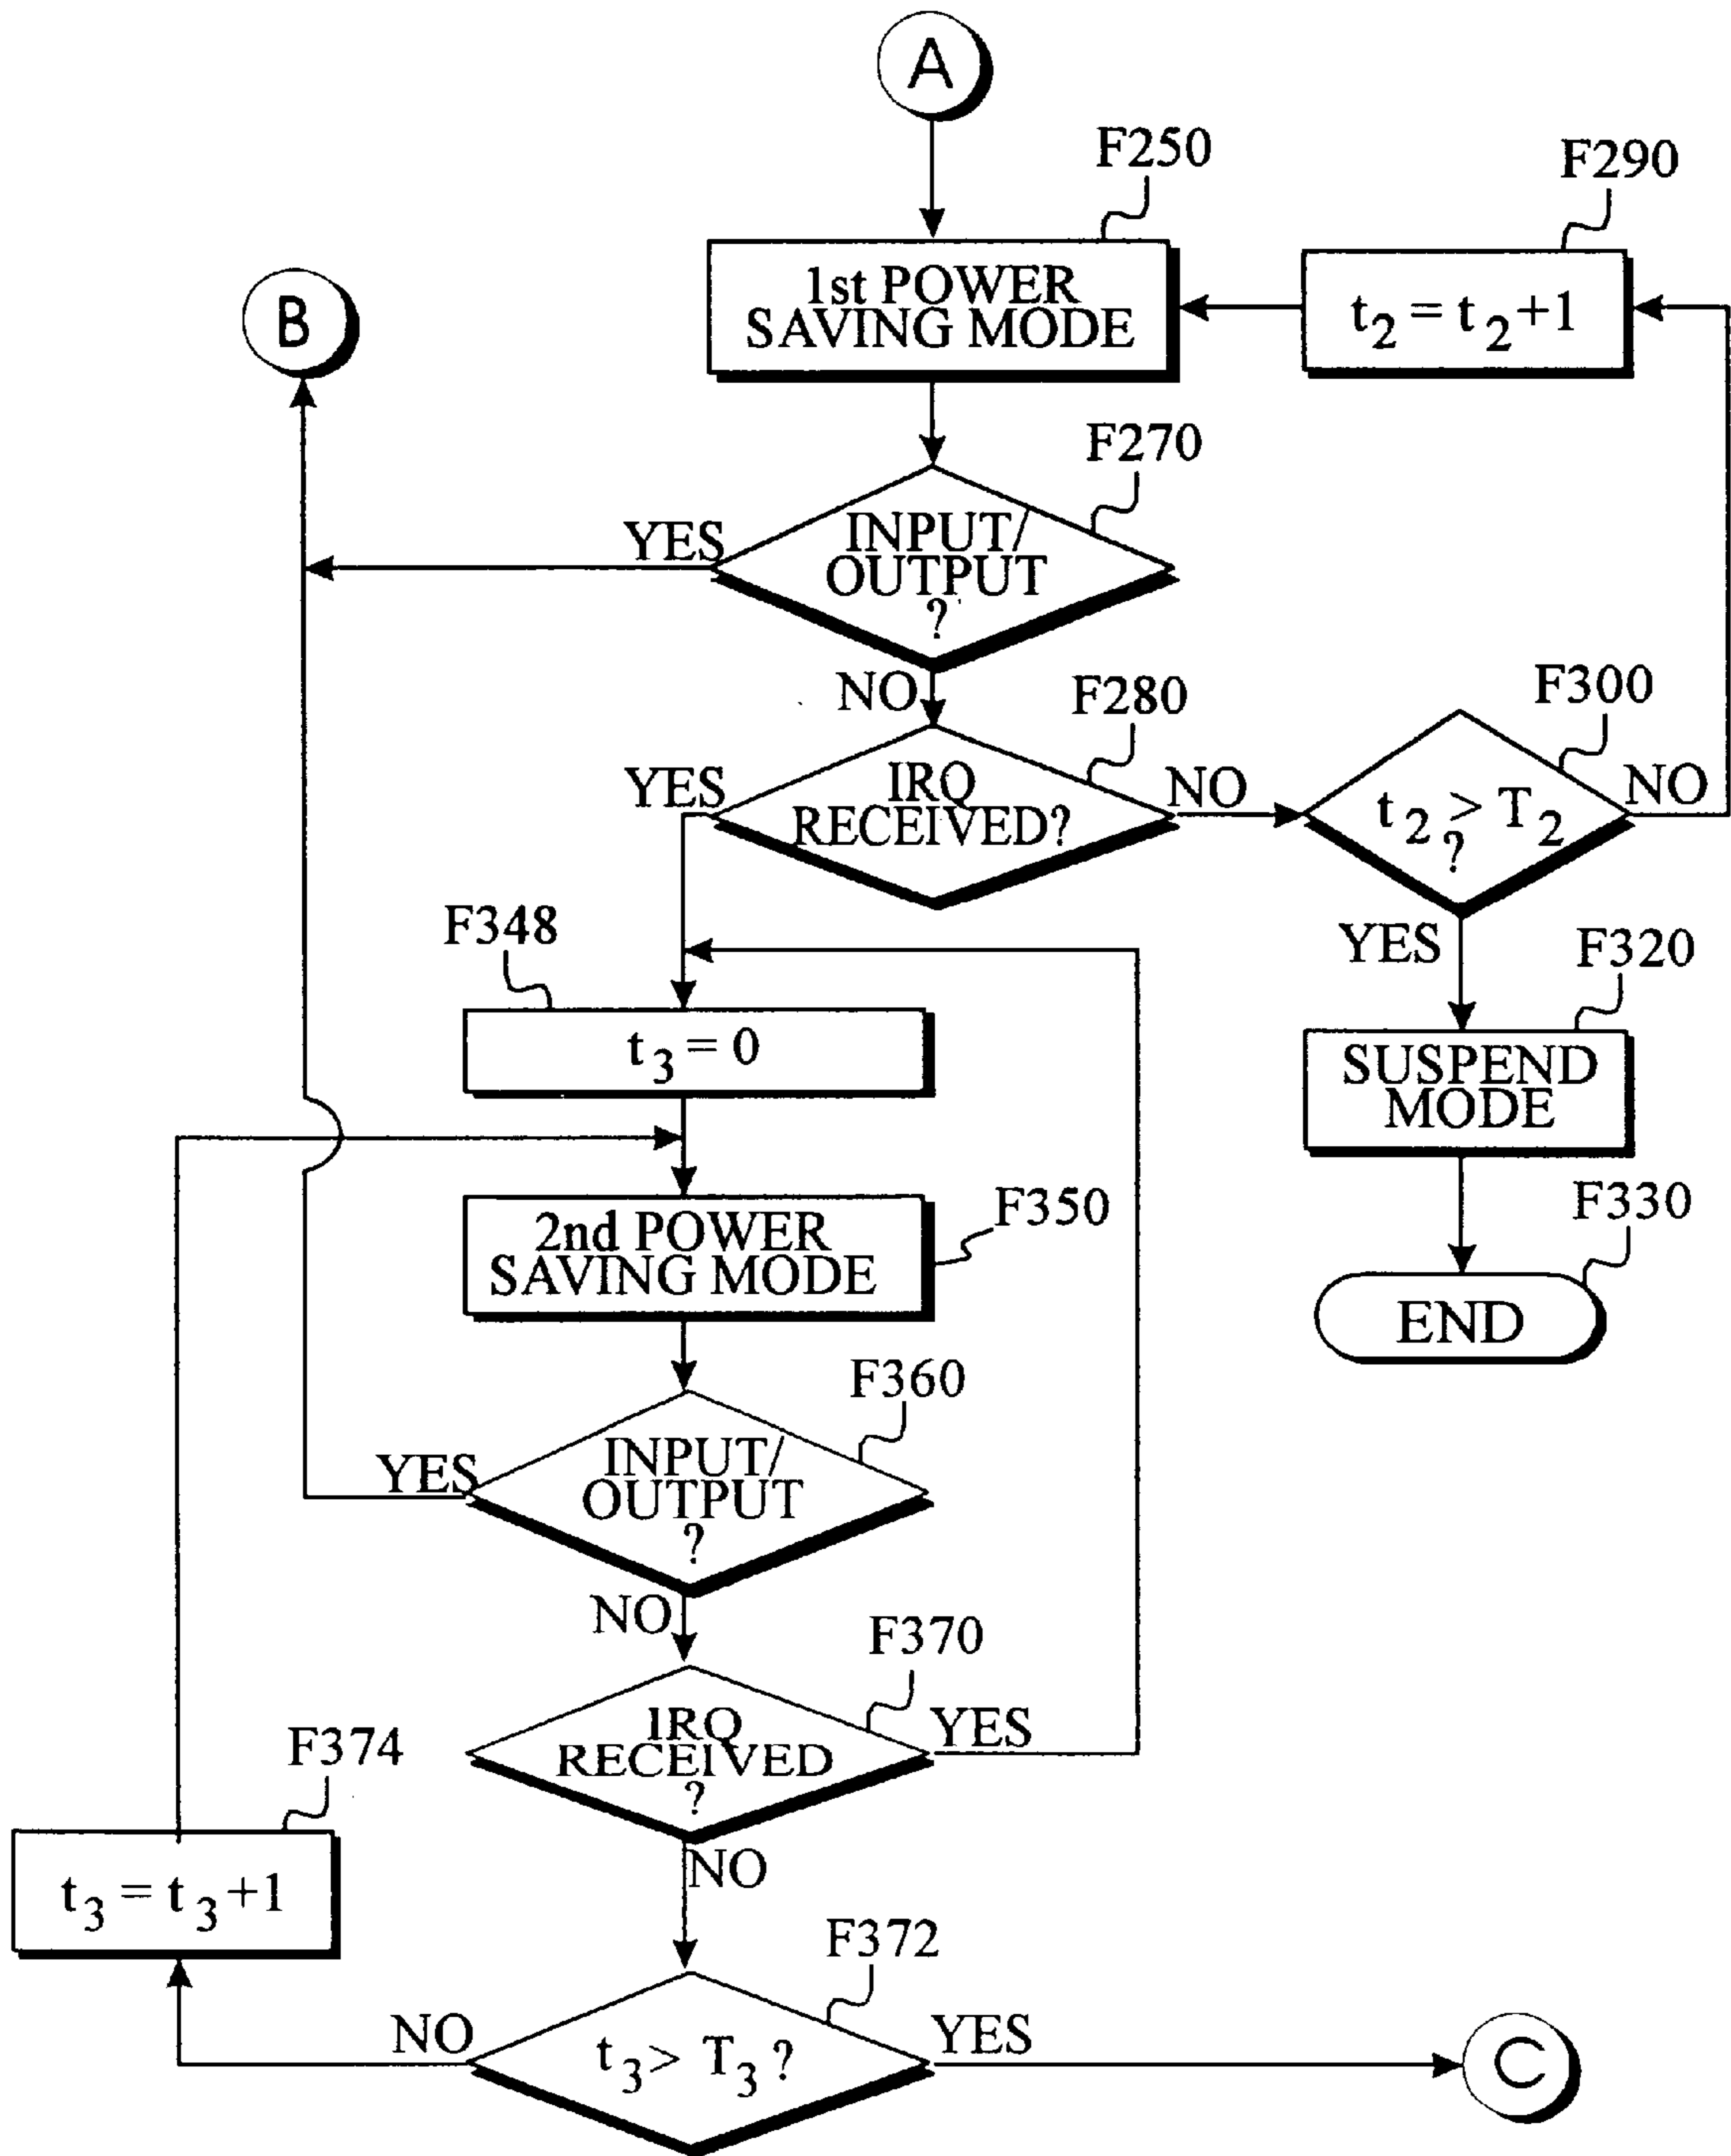 A
F250
F290
1st POWER
SAVING MODE
t₂ = t₂+1
B
F270
YES
INPUT/
OUTPUT
?
NO
F280
F300
YES
IRQ
RECEIVED?
NO
t₂ > T₂
?
NO
F348
YES
F320
t₃ = 0
SUSPEND
MODE
2nd POWER
SAVING MODE
F350
F330
END
F360
YES
INPUT/
OUTPUT
?
NO
F370
F374
IRQ
RECEIVED
?
YES
t₃ = t₃+1
NO
F372
NO
t₃ > T₃ ?
YES
C